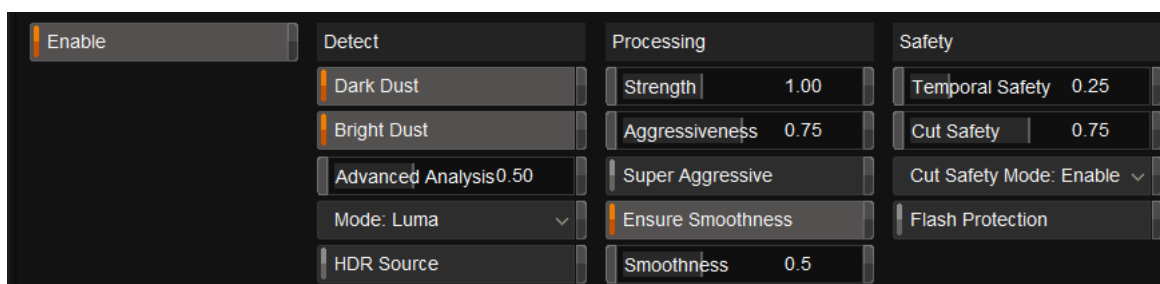 Enable
Detect
Dark Dust
Bright Dust
Advanced Analysis 0.50
Mode: Luma
HDR Source
Processing
Strength 1.00
Aggressiveness 0.75
Super Aggressive
Ensure Smoothness
Smoothness 0.5
Safety
Temporal Safety 0.25
Cut Safety 0.75
Cut Safety Mode: Enable
Flash Protection